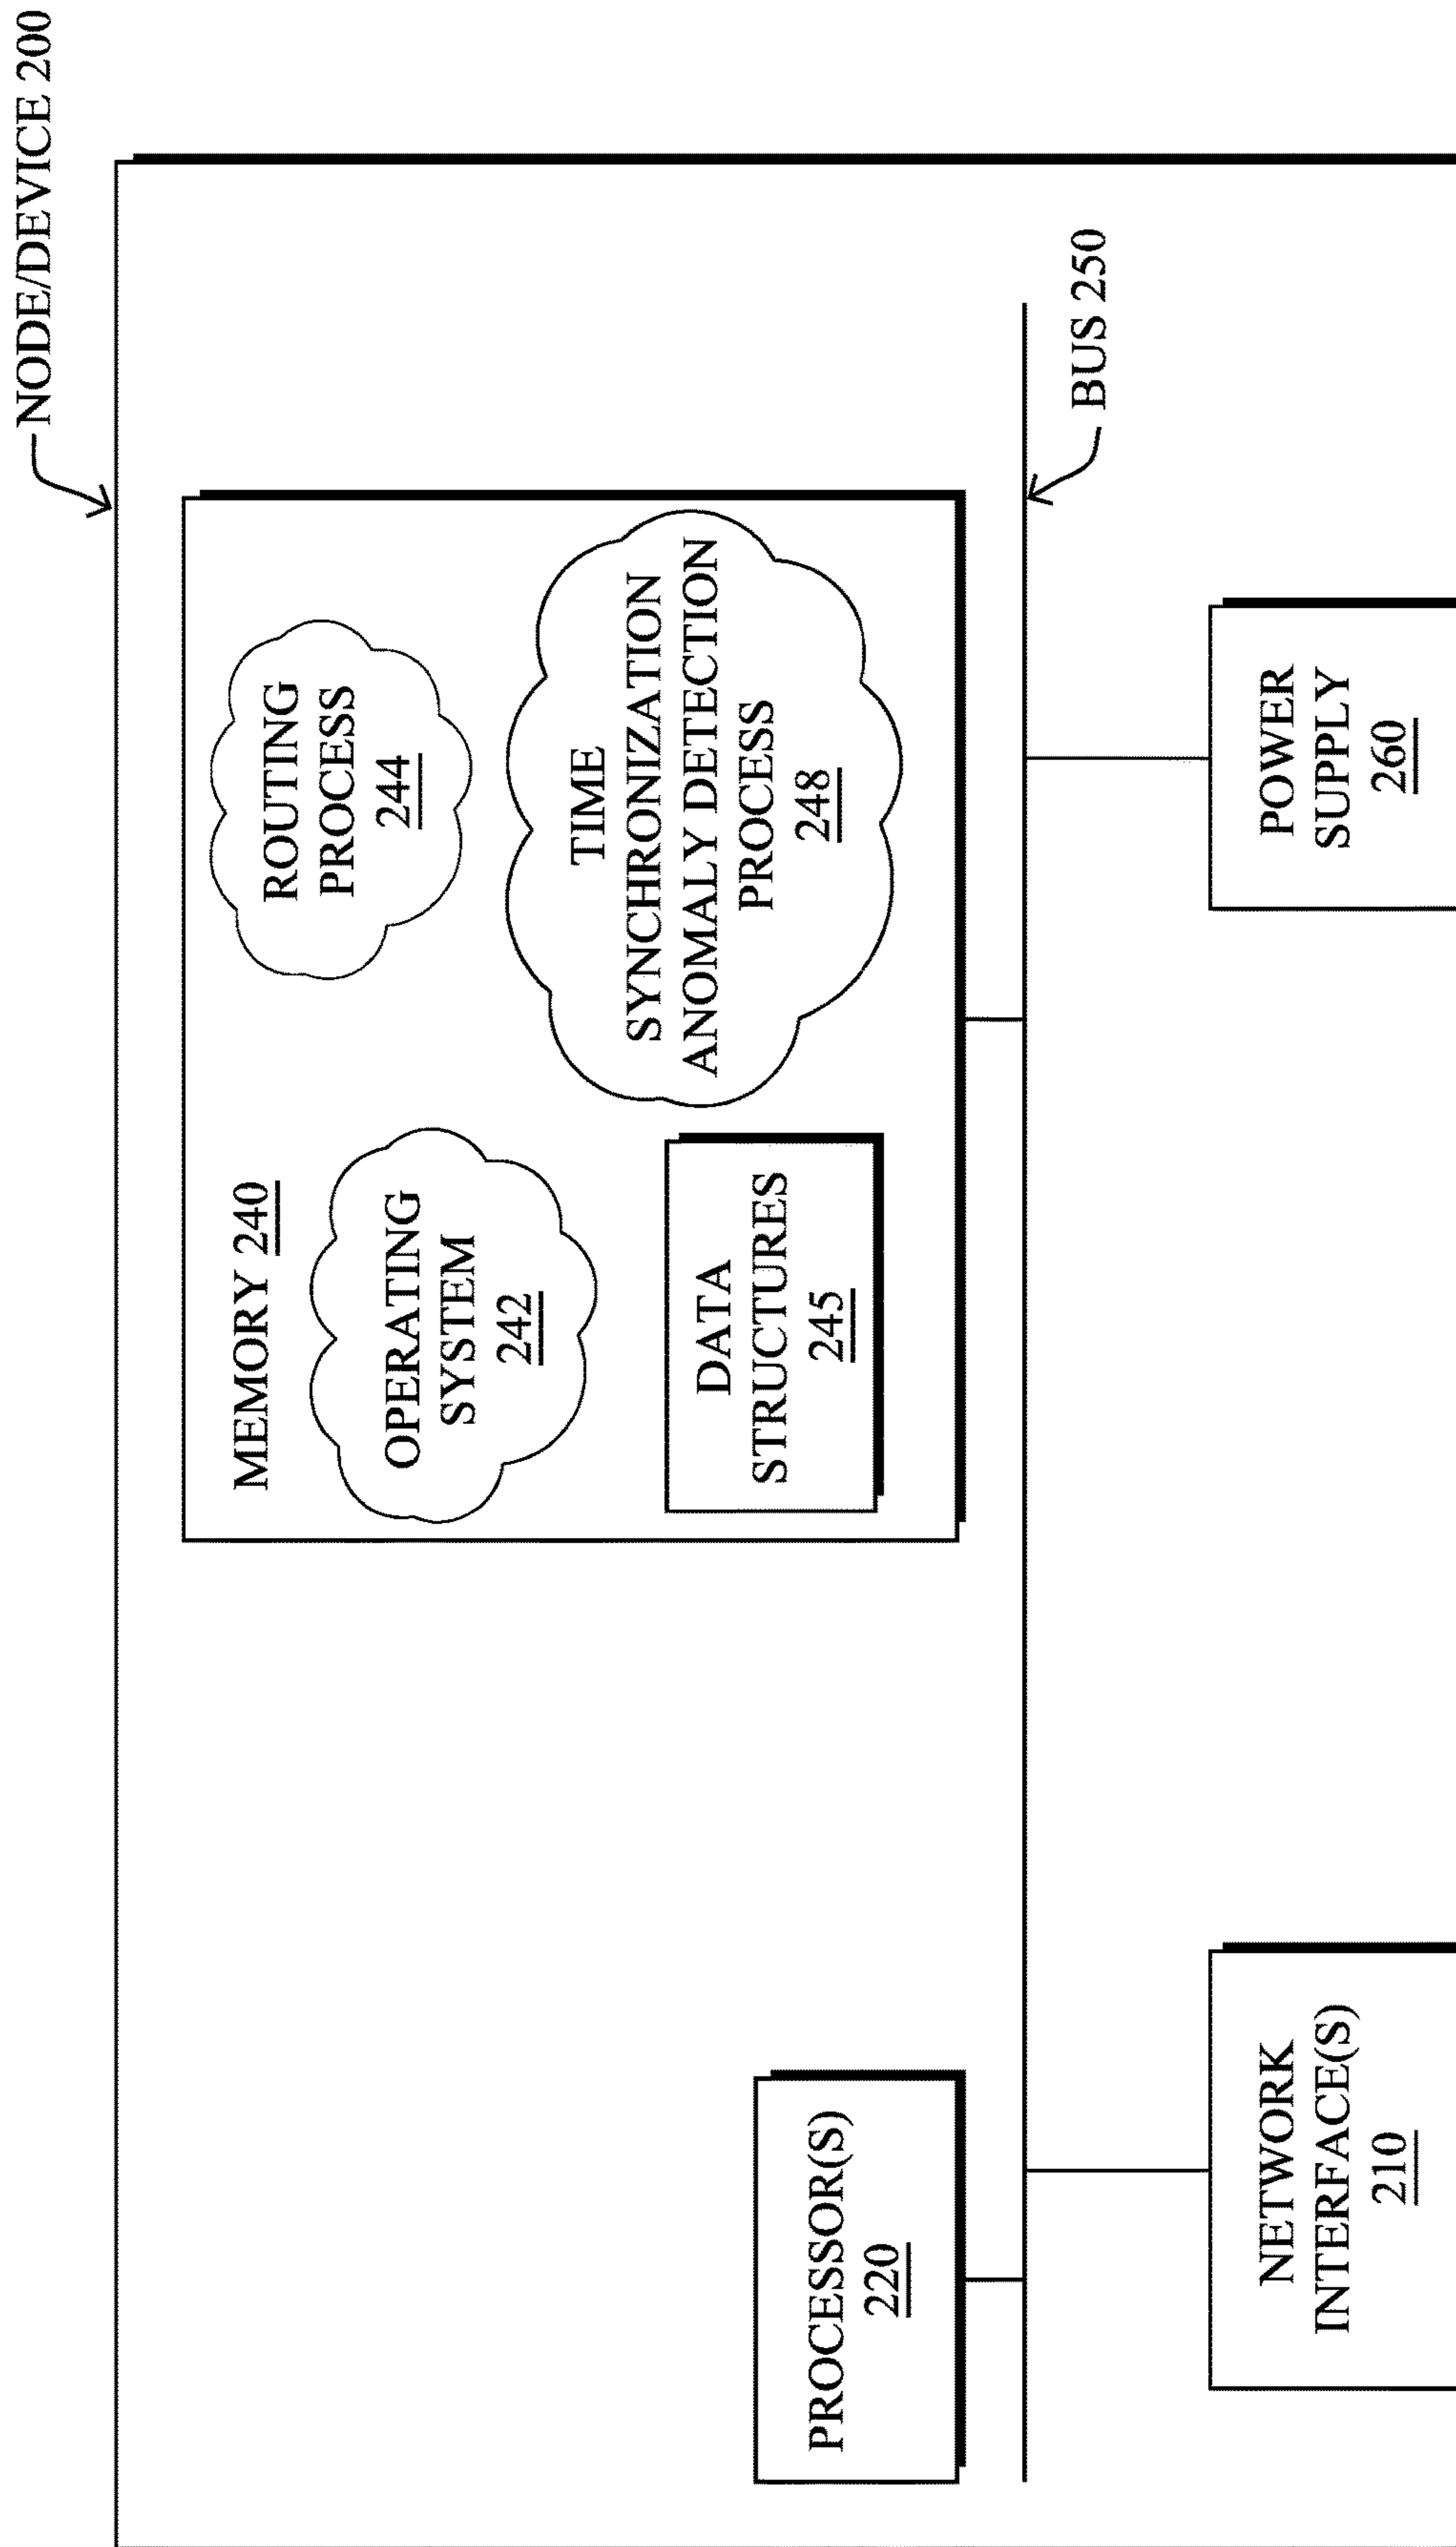 NODE/DEVICE 200
MEMORY 240
ROUTING
PROCESS
244
OPERATING
SYSTEM
242
TIME
SYNCHRONIZATION
ANOMALY DETECTION
PROCESS
248
DATA
STRUCTURES
245
PROCESSOR(S)
220
BUS 250
NETWORK
INTERFACE(S)
210
POWER
SUPPLY
260